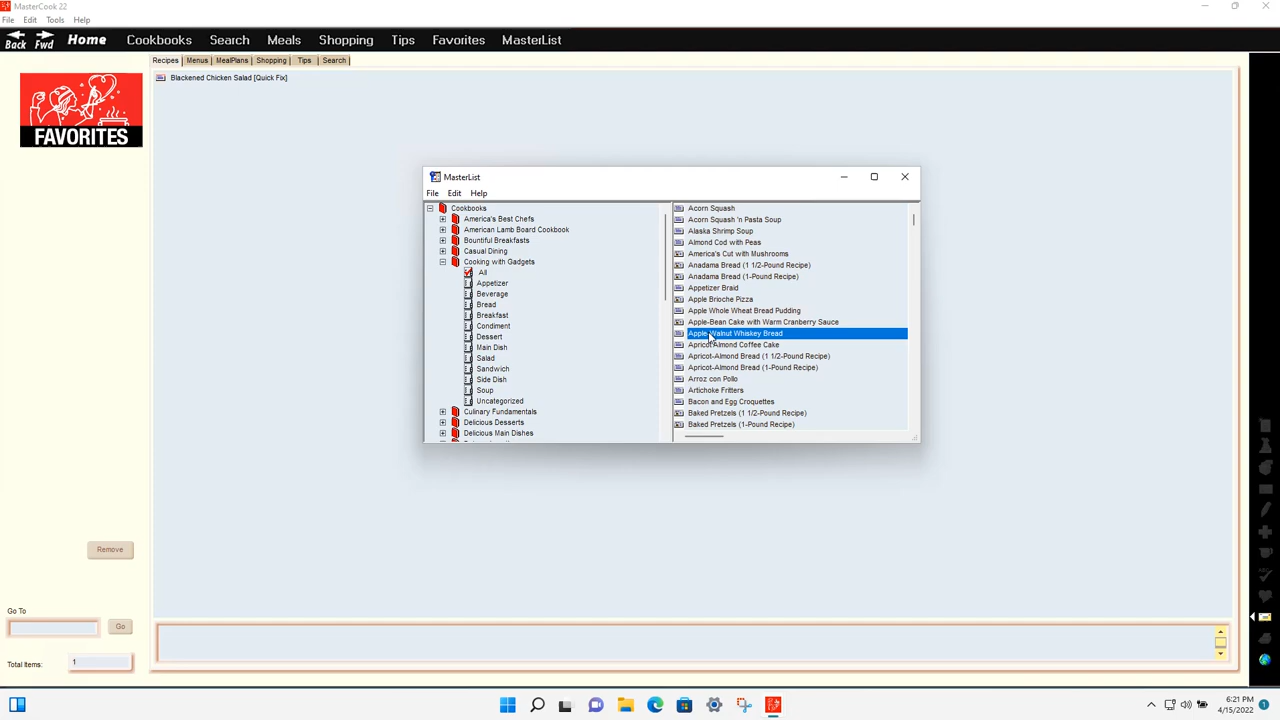 MasterCook 22
File Edit Tools Help
Back Fwd Home Cookbooks Search Meals Shopping Tips Favorites MasterList
Recipes Menus MealPlans Shopping Tips Search
Blackened Chicken Salad [Quick Fix]
FAVORITES
MasterList
File Edit Help
Cookbooks
America's Best Chefs
American Lamb Board Cookbook
Bountiful Breakfasts
Casual Dining
Cooking with Gadgets
All
Appetizer
Beverage
Bread
Breakfast
Condiment
Dessert
Main Dish
Salad
Sandwich
Side Dish
Soup
Uncategorized
Culinary Fundamentals
Delicious Desserts
Delicious Main Dishes
Acorn Squash
Acorn Squash 'n Pasta Soup
Alaska Shrimp Soup
Almond Cod with Peas
America's Cut with Mushrooms
Anadama Bread (1 1/2-Pound Recipe)
Anadama Bread (1-Pound Recipe)
Appetizer Braid
Apple Brioche Pizza
Apple Whole Wheat Bread Pudding
Apple-Bean Cake with Warm Cranberry Sauce
Apple-Walnut Whiskey Bread
Apricot-Almond Coffee Cake
Apricot-Almond Bread (1 1/2-Pound Recipe)
Apricot-Almond Bread (1-Pound Recipe)
Arroz con Pollo
Artichoke Fritters
Bacon and Egg Croquettes
Baked Pretzels (1 1/2-Pound Recipe)
Baked Pretzels (1-Pound Recipe)
Remove
Go To
Go
Total Items: 1
6:21 PM
4/15/2022